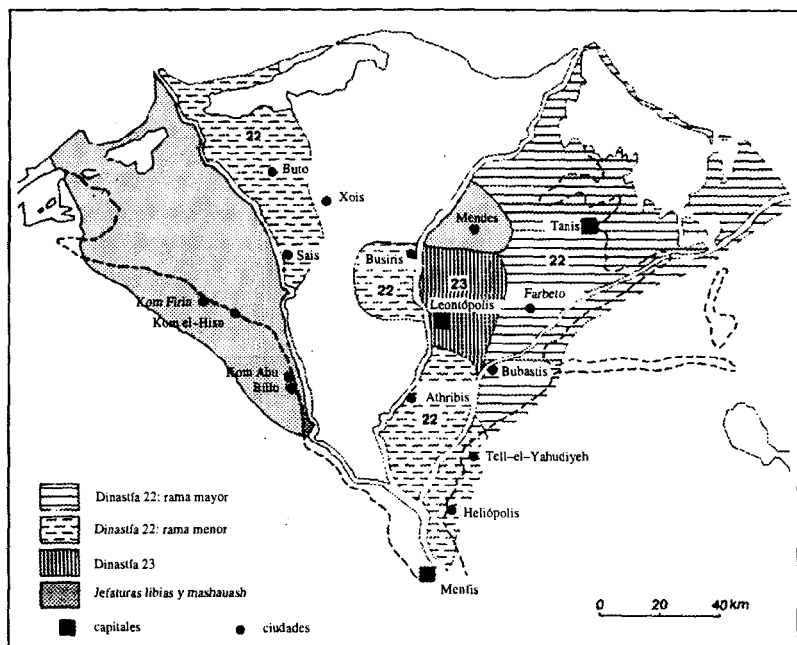 22
Buto
Xois
Mendes
Tanis
Sais
Busiris
22
22
23
Leontópolis
Farbeto
Kom Firin
Kom el-Hisn
Kom Abu
Billo
Bubastis
Athribis
22
Tell-el-Yahudiyeh
Heliópolis
Menfis
Dinastía 22: rama mayor
Dinastía 22: rama menor
Dinastía 23
Jefaturas libias y mashauash
capitales
ciudades
0 20 40 km